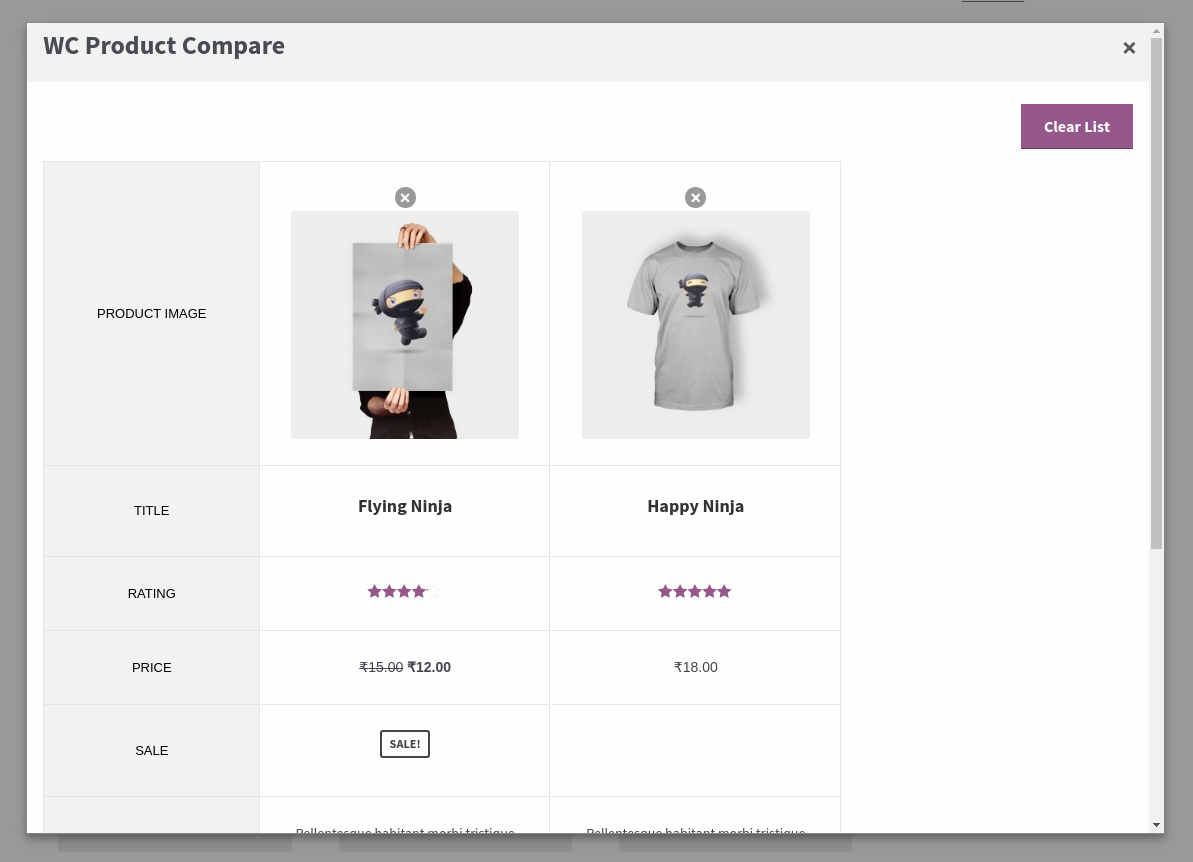 WC Product Compare
×
Clear List
PRODUCT IMAGE
TITLE
Flying Ninja
Happy Ninja
RATING
PRICE
₹15.00 ₹12.00
₹18.00
SALE
SALE!
Pellentesque habitant morbi tristique
Pellentesque habitant morbi tristique